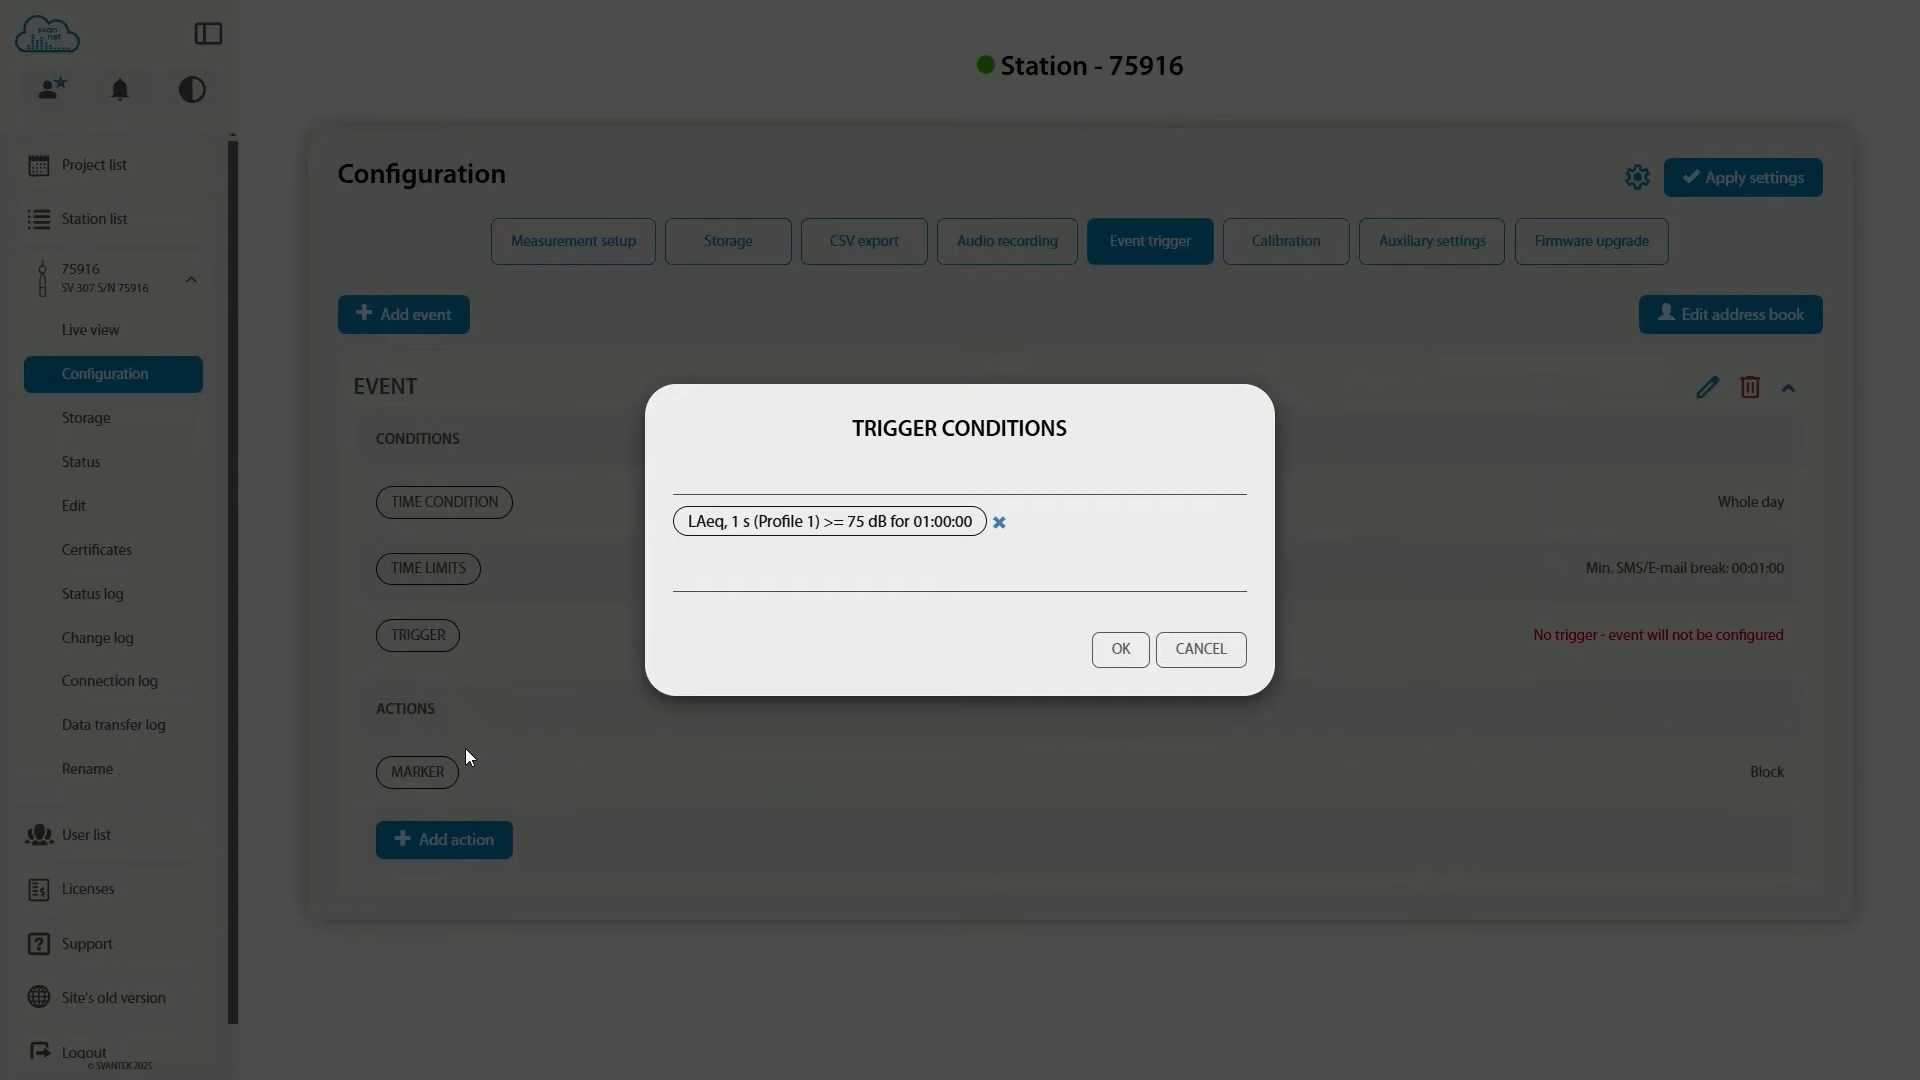 svan
net
Station - 75916
Project list
Station list
75916
SV 307 S/N 75916
Live view
Configuration
Storage
Status
Edit
Certificates
Status log
Change log
Connection log
Data transfer log
Rename
User list
Licenses
Support
Site's old version
Logout
© SVANTEK 2025
Configuration
Apply settings
Measurement setup
Storage
CSV export
Audio recording
Event trigger
Calibration
Auxiliary settings
Firmware upgrade
Add event
Edit address book
EVENT
CONDITIONS
TIME CONDITION
Whole day
TIME LIMITS
Min. SMS/E-mail break: 00:01:00
TRIGGER
No trigger - event will not be configured
ACTIONS
MARKER
Block
Add action
TRIGGER CONDITIONS
LAeq, 1 s (Profile 1) >= 75 dB for 01:00:00
OK
CANCEL